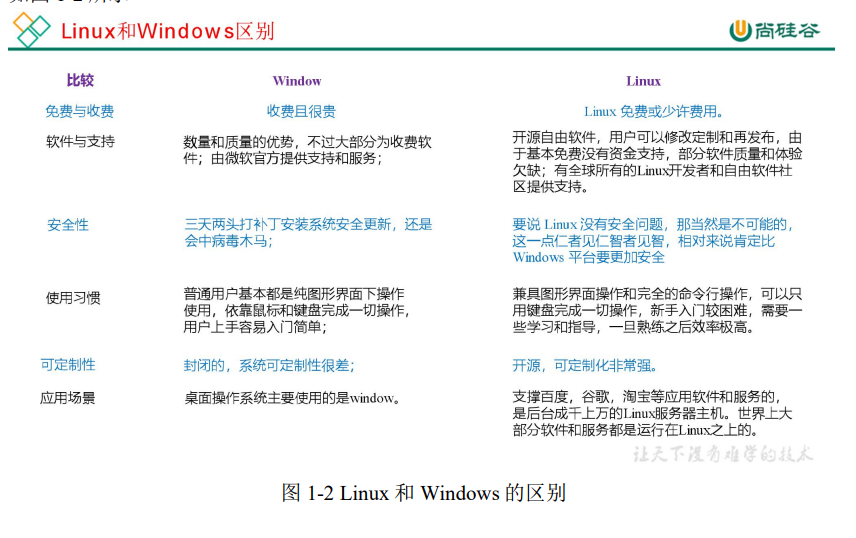 Linux和Windows区别
尚硅谷
比较 Window Linux
免费与收费 收费且很贵 Linux 免费或少许费用。
软件与支持
数量和质量的优势，不过大部分为收费软
件；由微软官方提供支持和服务；
开源自由软件，用户可以修改定制和再发布，由
于基本免费没有资金支持，部分软件质量和体验
欠缺；有全球所有的Linux开发者和自由软件社
区提供支持。
安全性
三天两头打补丁安装系统安全更新，还是
会中病毒木马；
要说 Linux 没有安全问题，那当然是不可能的，
这一点仁者见仁智者见智，相对来说肯定比
Windows 平台要更加安全
使用习惯
普通用户基本都是纯图形界面下操作
使用，依靠鼠标和键盘完成一切操作，
用户上手容易入门简单；
兼具图形界面操作和完全的命令行操作，可以只
用键盘完成一切操作，新手入门较困难，需要一
些学习和指导，一旦熟练之后效率极高。
可定制性 封闭的，系统可定制性很差； 开源，可定制化非常强。
应用场景
桌面操作系统主要使用的是window。
支撑百度，谷歌，淘宝等应用软件和服务的，
是后台成千上万的Linux服务器主机。世界上大
部分软件和服务都是运行在Linux之上的。
让天下没有难学的技术
图 1-2 Linux 和 Windows 的区别